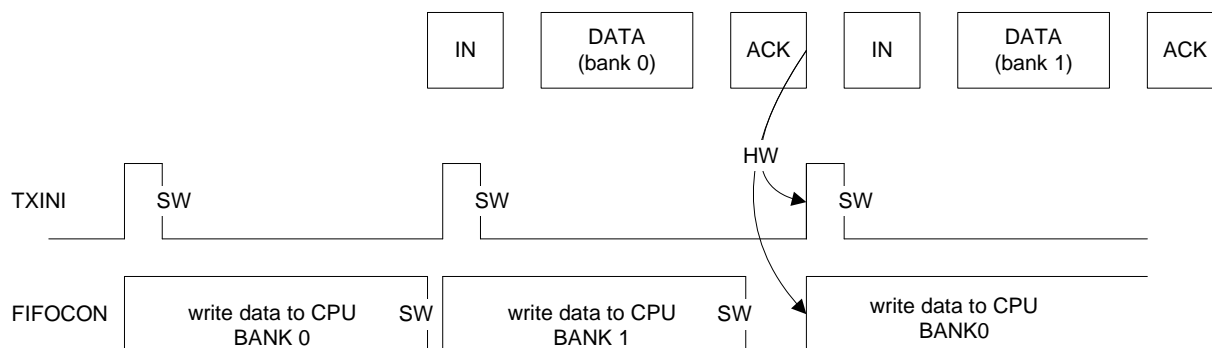 IN
DATA
(bank 0)
ACK
IN
DATA
(bank 1)
ACK
HW
TXINI
SW
SW
SW
FIFOCON
write data to CPU
BANK 0
SW
write data to CPU
BANK 1
SW
write data to CPU
BANK0